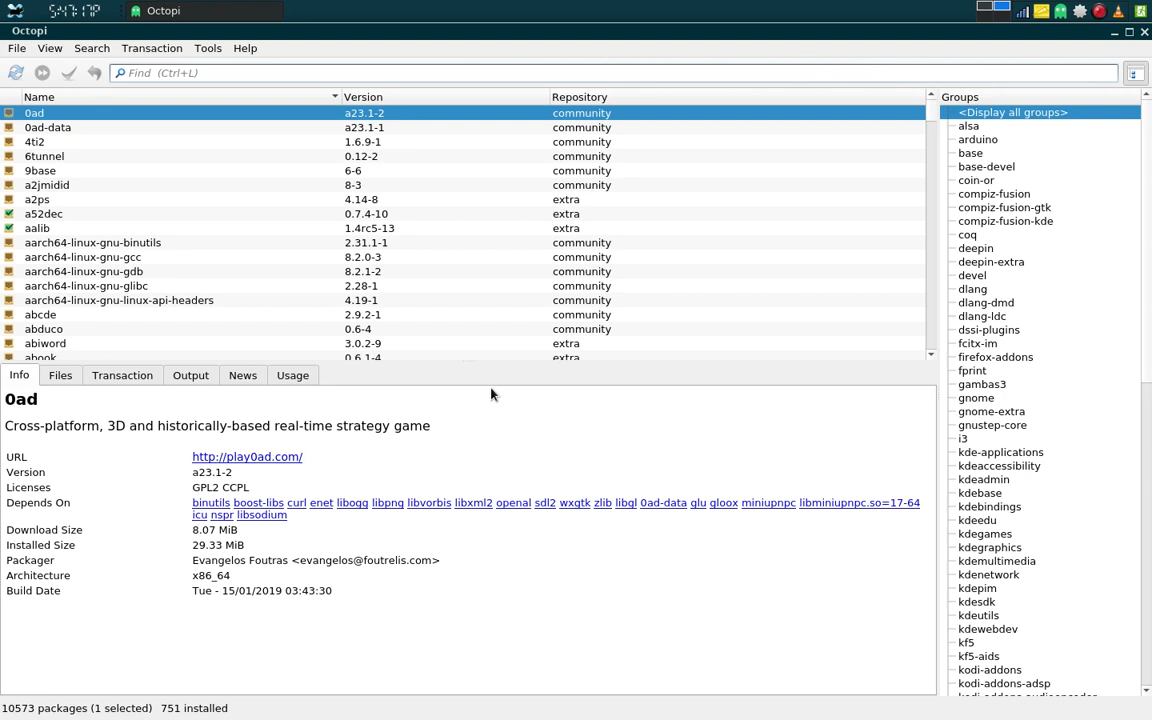 5:47:17P Octopi
Octopi
File View Search Transaction Tools Help
Find (Ctrl+L)
Name Version Repository
0ad a23.1-2 community
0ad-data a23.1-1 community
4ti2 1.6.9-1 community
6tunnel 0.12-2 community
9base 6-6 community
a2jmidid 8-3 community
a2ps 4.14-8 extra
a52dec 0.7.4-10 extra
aalib 1.4rc5-13 extra
aarch64-linux-gnu-binutils 2.31.1-1 community
aarch64-linux-gnu-gcc 8.2.0-3 community
aarch64-linux-gnu-gdb 8.2.1-2 community
aarch64-linux-gnu-glibc 2.28-1 community
aarch64-linux-gnu-linux-api-headers 4.19-1 community
abcde 2.9.2-1 community
abduco 0.6-4 community
abiword 3.0.2-9 extra
abook 0.6.1-4 extra
Info Files Transaction Output News Usage
0ad
Cross-platform, 3D and historically-based real-time strategy game
URL http://play0ad.com/
Version a23.1-2
Licenses GPL2 CCPL
Depends On binutils boost-libs curl enet libogg libpng libvorbis libxml2 openal sdl2 wxgtk zlib libgl 0ad-data glu gloox miniupnpc libminiupnpc.so=17-64
icu nspr libsodium
Download Size 8.07 MiB
Installed Size 29.33 MiB
Packager Evangelos Foutras <evangelos@foutrelis.com>
Architecture x86_64
Build Date Tue - 15/01/2019 03:43:30
Groups
<Display all groups>
alsa
arduino
base
base-devel
coin-or
compiz-fusion
compiz-fusion-gtk
compiz-fusion-kde
coq
deepin
deepin-extra
devel
dlang
dlang-dmd
dlang-ldc
dssi-plugins
fcitx-im
firefox-addons
fprint
gambas3
gnome
gnome-extra
gnustep-core
i3
kde-applications
kdeaccessibility
kdeadmin
kdebase
kdebindings
kdeedu
kdegames
kdegraphics
kdemultimedia
kdenetwork
kdepim
kdesdk
kdeutils
kdewebdev
kf5
kf5-aids
kodi-addons
kodi-addons-adsp
kodi-addons-audioencoder
10573 packages (1 selected) 751 installed